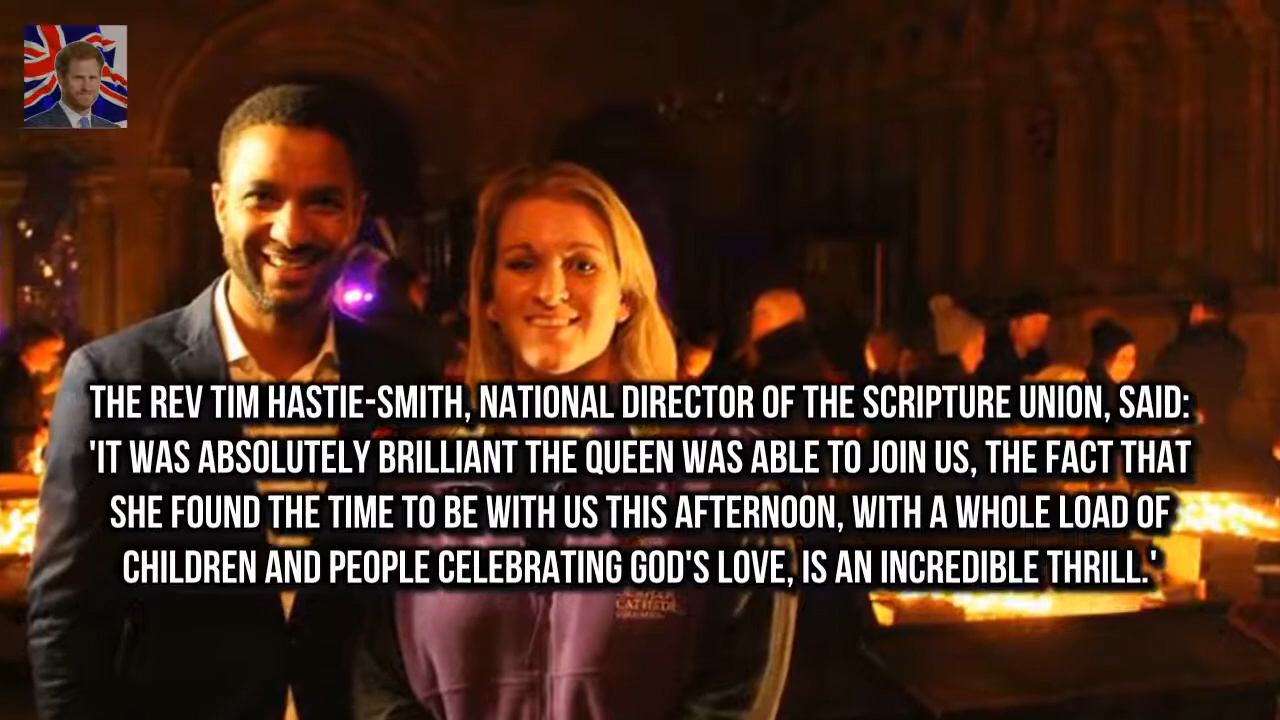 THE REV TIM HASTIE-SMITH, NATIONAL DIRECTOR OF THE SCRIPTURE UNION, SAID:
'IT WAS ABSOLUTELY BRILLIANT THE QUEEN WAS ABLE TO JOIN US, THE FACT THAT
SHE FOUND THE TIME TO BE WITH US THIS AFTERNOON, WITH A WHOLE LOAD OF
CHILDREN AND PEOPLE CELEBRATING GOD'S LOVE, IS AN INCREDIBLE THRILL.'
CATHEDRAL